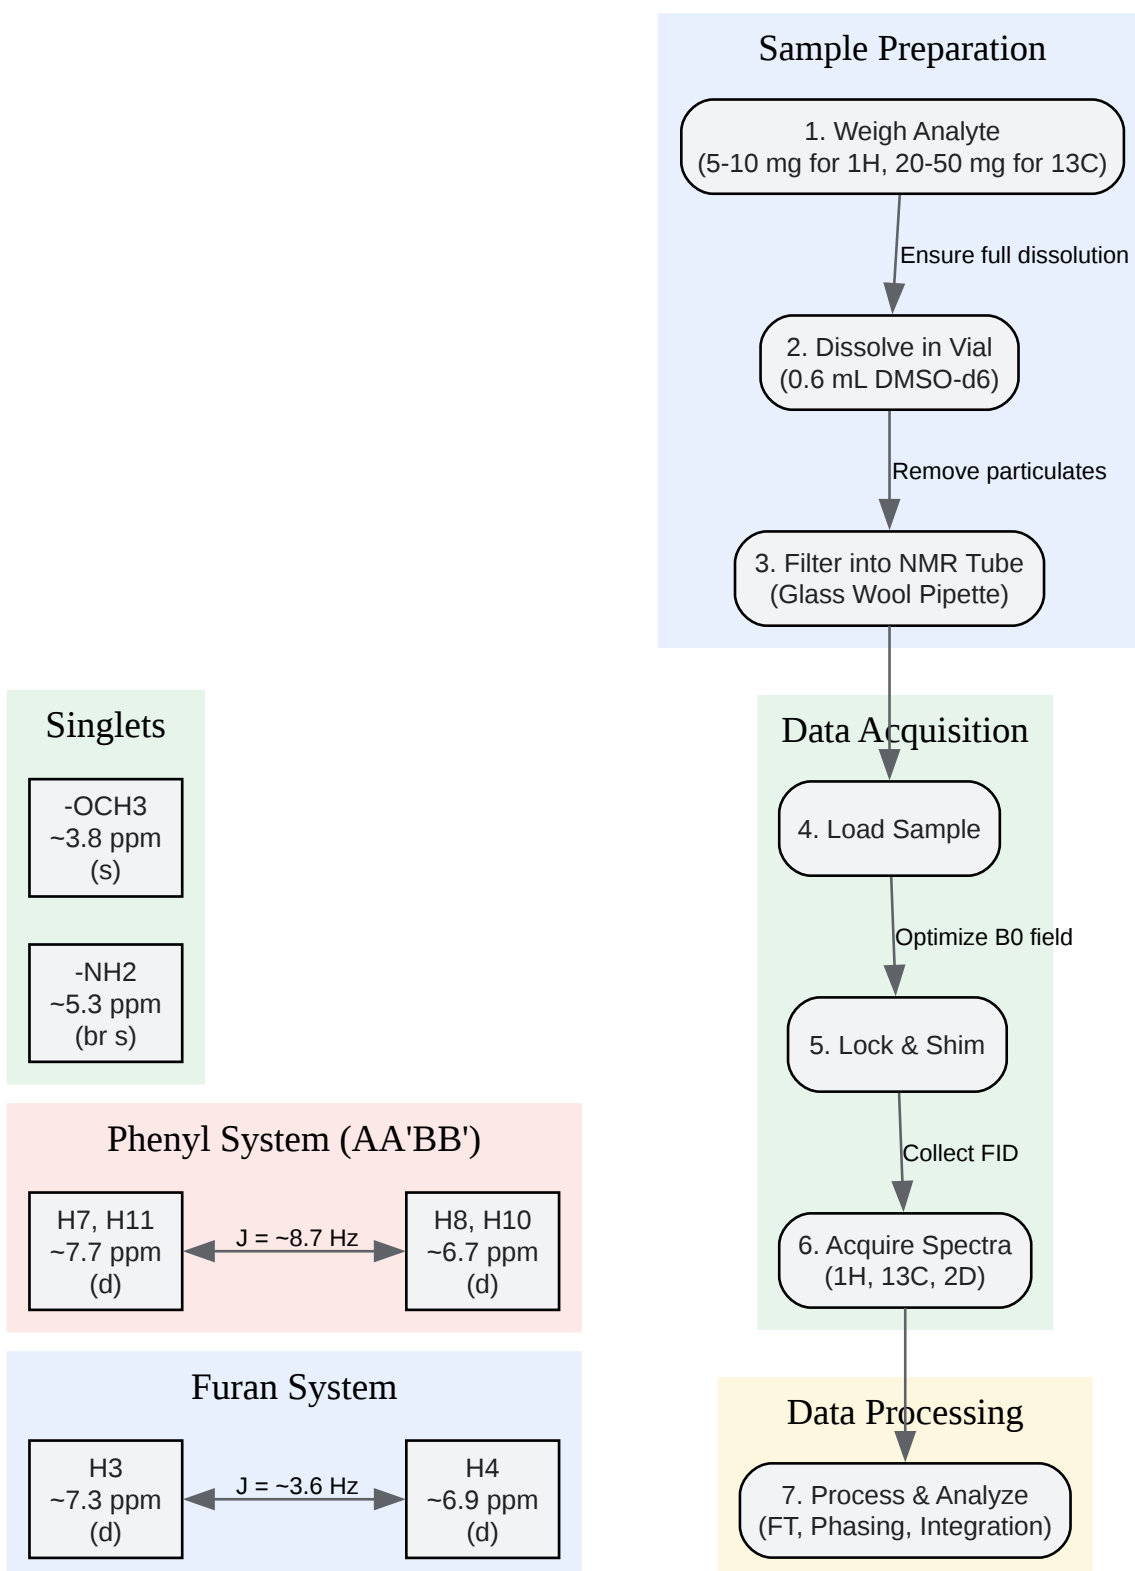 Sample Preparation
1. Weigh Analyte
(5-10 mg for 1H, 20-50 mg for 13C)
Ensure full dissolution
2. Dissolve in Vial
(0.6 mL DMSO-d6)
Remove particulates
3. Filter into NMR Tube
(Glass Wool Pipette)
Data Acquisition
4. Load Sample
Optimize B0 field
5. Lock & Shim
Collect FID
6. Acquire Spectra
(1H, 13C, 2D)
Data Processing
7. Process & Analyze
(FT, Phasing, Integration)
Singlets
-OCH3
~3.8 ppm
(s)
-NH2
~5.3 ppm
(br s)
Phenyl System (AA'BB')
H7, H11
~7.7 ppm
(d)
J = ~8.7 Hz
H8, H10
~6.7 ppm
(d)
Furan System
H3
~7.3 ppm
(d)
J = ~3.6 Hz
H4
~6.9 ppm
(d)